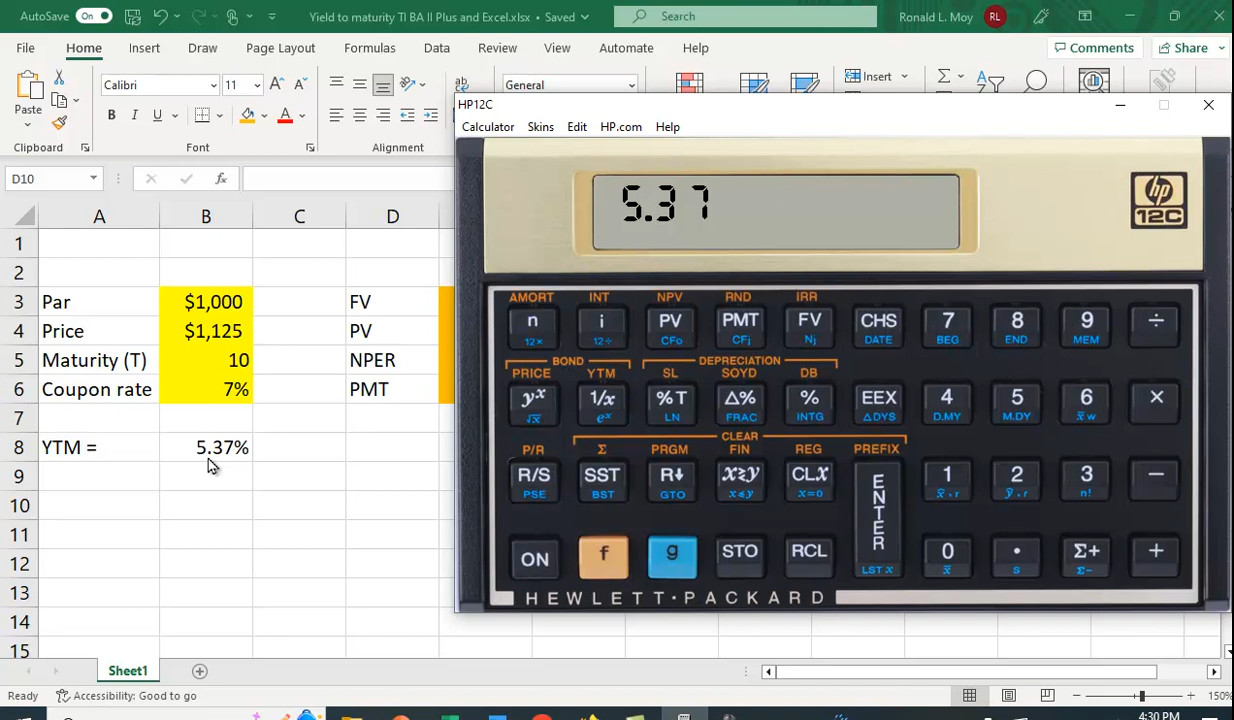 AutoSave On Yield to maturity TI BA II Plus and Excel.xlsx • Saved Search Ronald L. Moy RL
File Home Insert Draw Page Layout Formulas Data Review View Automate Help Comments Share
Calibri 11 General Insert
Paste B I U A
Clipboard Font Alignment
D10 fx
A B C D
1
2
3 Par $1,000 FV
4 Price $1,125 PV
5 Maturity (T) 10 NPER
6 Coupon rate 7% PMT
7
8 YTM = 5.37%
9
10
11
12
13
14
15
Sheet1
Ready Accessibility: Good to go 150%
4:30 PM
HP12C
Calculator Skins Edit HP.com Help
5.37
hp
12C
AMORT INT NPV RND IRR
n i PV PMT FV CHS 7 8 9 ÷
12× 12÷ CFo CFj Nj DATE BEG END MEM
BOND DEPRECIATION
PRICE YTM SL SOYD DB
yˣ 1/x %T Δ% % EEX 4 5 6 ×
√x eˣ LN FRAC INTG ΔDYS D.MY M.DY x̄w
CLEAR
P/R Σ PRGM FIN REG PREFIX
R/S SST R↓ x≷y CLx ENTER 1 2 3 −
PSE BST GTO x≤y x=0 x̂,r ŷ,r n!
ON f g STO RCL 0 • Σ+ +
LST X x̄ S Σ−
HEWLETT•PACKARD